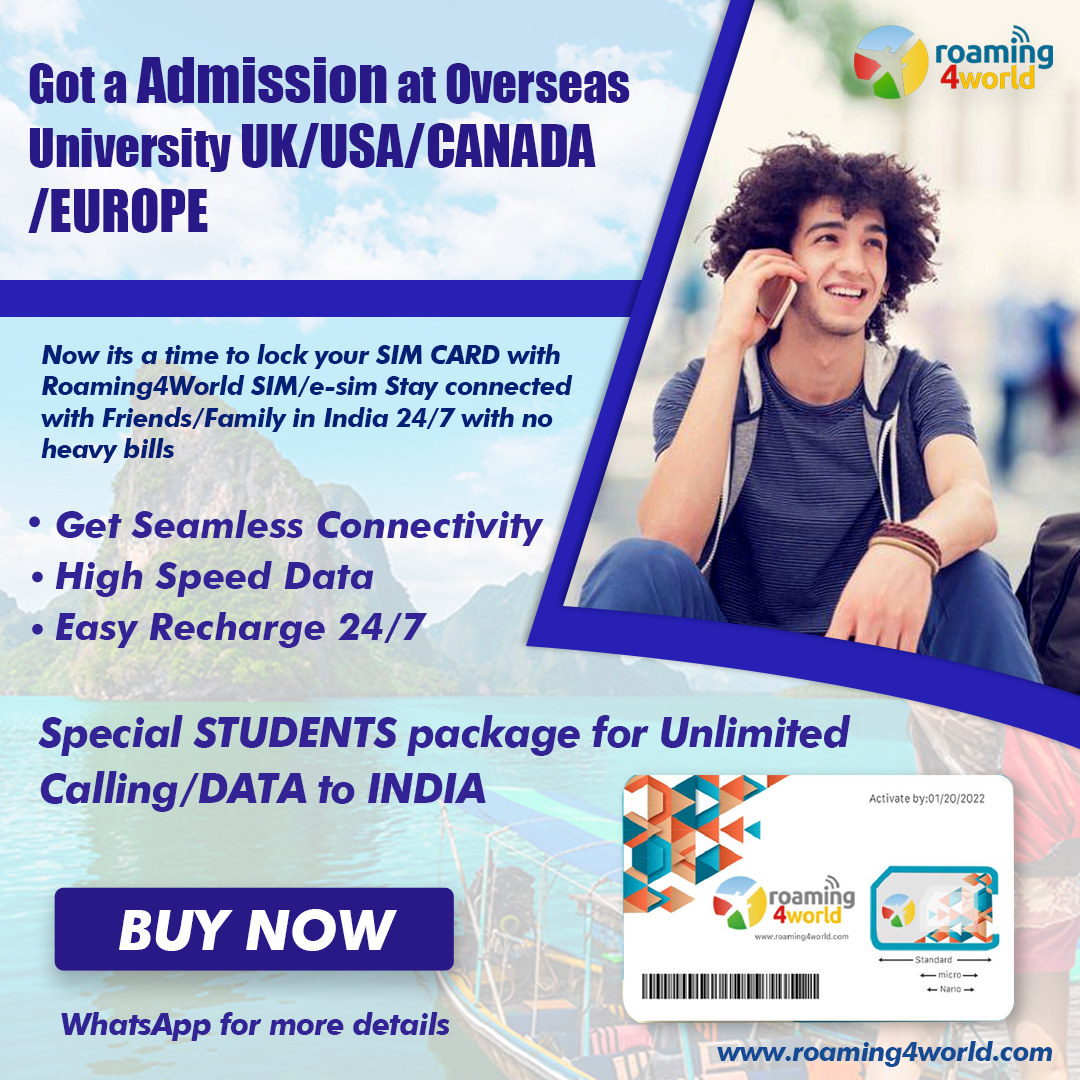 roaming
4world
Got a Admission at Overseas
University UK/USA/CANADA
/EUROPE
Now its a time to lock your SIM CARD with
Roaming4World SIM/e-sim Stay connected
with Friends/Family in India 24/7 with no
heavy bills
• Get Seamless Connectivity
• High Speed Data
• Easy Recharge 24/7
Special STUDENTS package for Unlimited
Calling/DATA to INDIA
Activate by:01/20/2022
roaming
4world
www.roaming4world.com
Standard
micro
Nano
BUY NOW
WhatsApp for more details
www.roaming4world.com